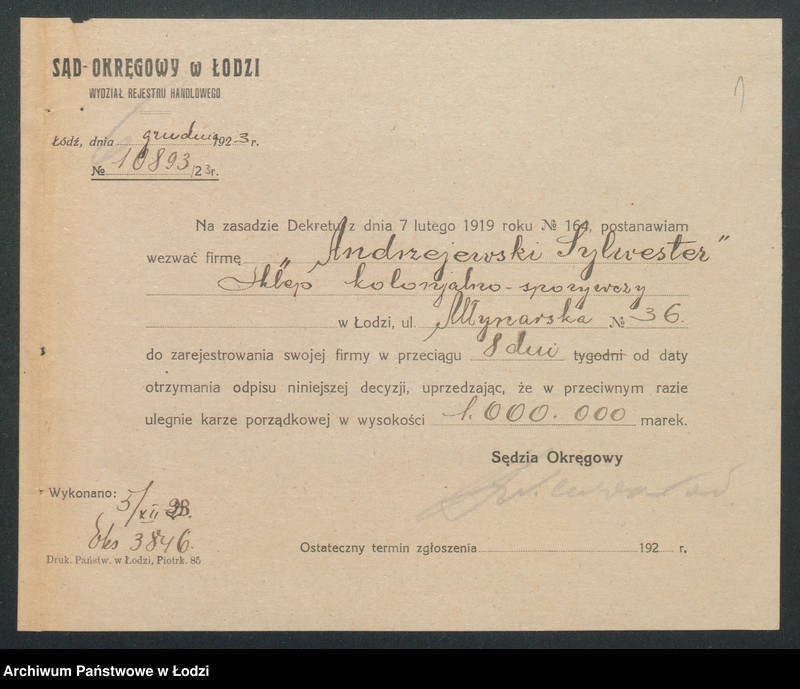 SĄD-OKRĘGOWY w ŁODZI
WYDZIAŁ REJESTRU HANDLOWEGO
Łódź, dnia grudnia 1923 r.
№ 10893/23r.
Na zasadzie Dekretu z dnia 7 lutego 1919 roku № 164, postanawiam
wezwać firmę „Andrzejewski Sylwester"
Sklep kolonjalno-spożywczy
w Łodzi, ul. Młynarska № 36.
do zarejestrowania swojej firmy w przeciągu 8 dni tygodni od daty
otrzymania odpisu niniejszej decyzji, uprzedzając, że w przeciwnym razie
ulegnie karze porządkowej w wysokości 1.000.000 marek.
Sędzia Okręgowy
Wykonano:
5/XII 23.
3846.
Ostateczny termin zgłoszenia 192 r.
Druk. Państw. w Łodzi, Piotrk. 85
Archiwum Państwowe w Łodzi